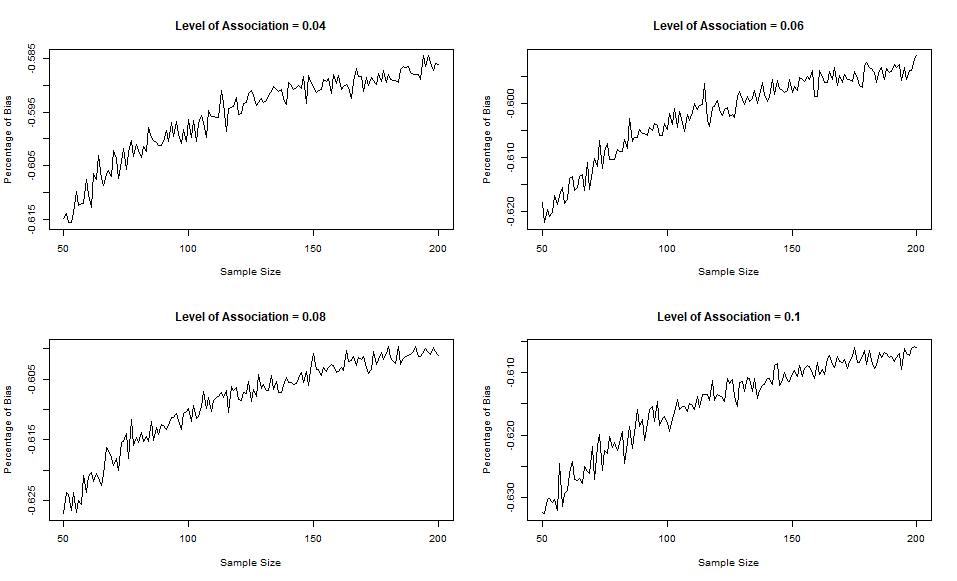 Level of Association = 0.04
Level of Association = 0.06
Percentage of Bias
-0.585
-0.595
-0.605
-0.615
50 100 150 200
Sample Size
Percentage of Bias
-0.600
-0.610
-0.620
50 100 150 200
Sample Size
Level of Association = 0.08
Level of Association = 0.1
Percentage of Bias
-0.605
-0.615
-0.625
50 100 150 200
Sample Size
Percentage of Bias
-0.610
-0.620
-0.630
50 100 150 200
Sample Size